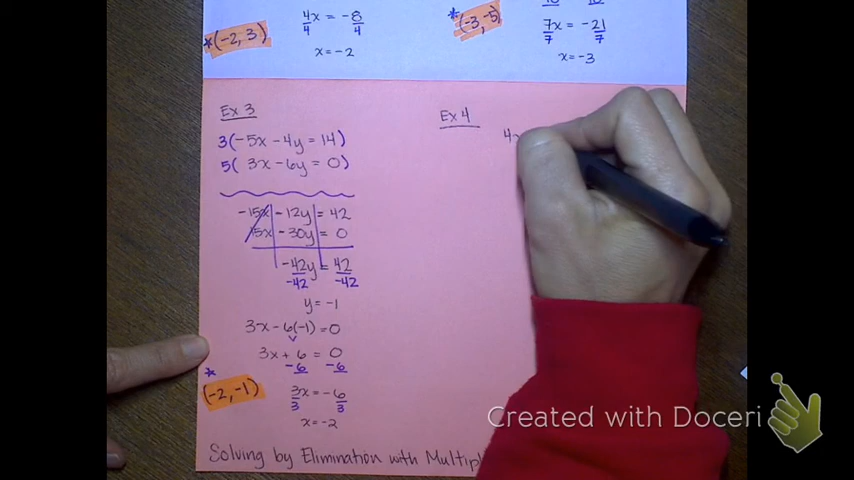 4x = -8
4 4
x = -2
*(-2, 3)
*(-3, -5)
7x = -21
7 7
x = -3
Ex 3
3(-5x - 4y = 14)
5( 3x - 6y = 0)
-15x - 12y = 42
15x - 30y = 0
-42y = 42
-42 -42
y = -1
3x - 6(-1) = 0
3x + 6 = 0
-6 -6
3x = -6
3 3
x = -2
*
(-2, -1)
Solving by Elimination with
Ex 4
Created with Doceri